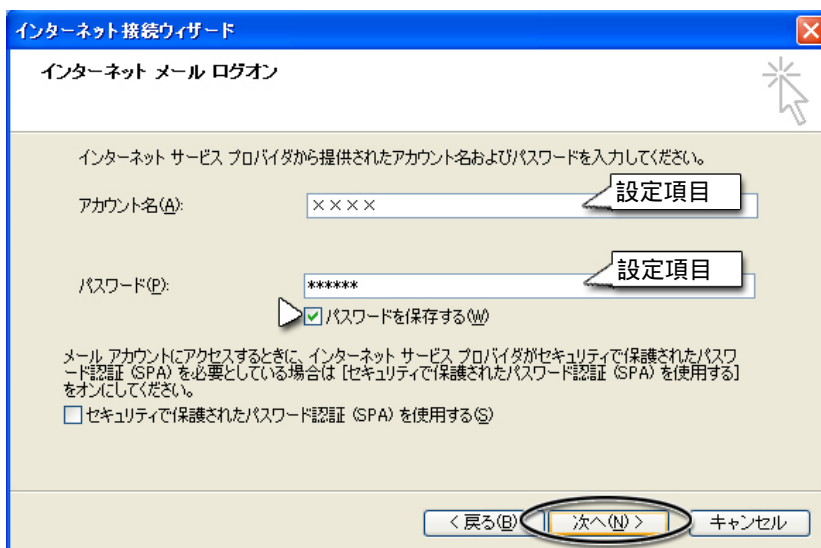 インターネット接続ウィザード
インターネット メール ログオン
インターネット サービス プロバイダから提供されたアカウント名およびパスワードを入力してください。
アカウント名(A):
××××
設定項目
パスワード(P):
******
設定項目
パスワードを保存する(W)
メール アカウントにアクセスするときに、インターネット サービス プロバイダがセキュリティで保護されたパスワ
ード認証 (SPA) を必要としている場合は [セキュリティで保護されたパスワード認証 (SPA) を使用する]
をオンにしてください。
セキュリティで保護されたパスワード認証 (SPA) を使用する(S)
< 戻る(B)
次へ(N) >
キャンセル